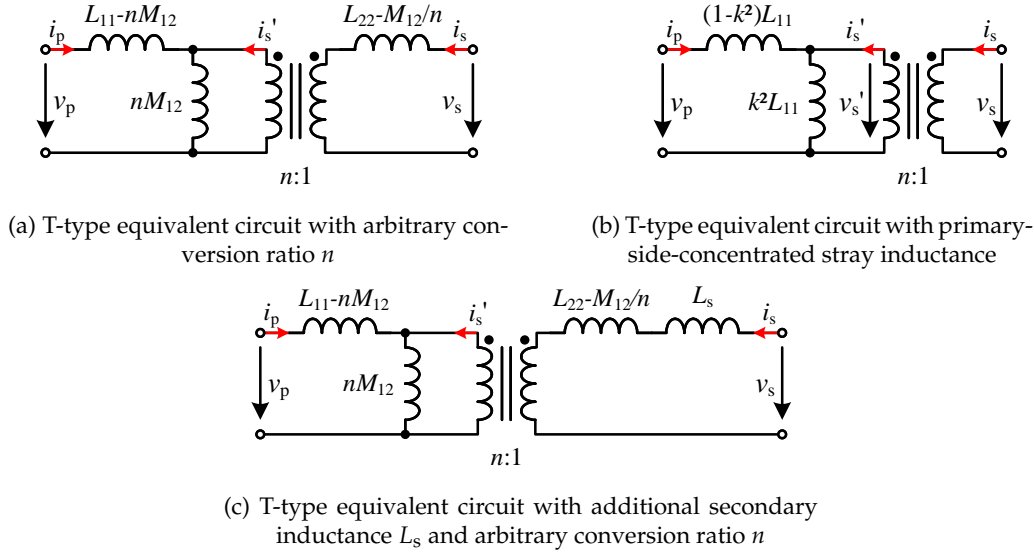 L11-nM12 L22-M12/n
ip is' is
vp nM12 vs
n:1
(a) T-type equivalent circuit with arbitrary con-
version ratio n
(1-k²)L11
ip is' is
vp k²L11 vs' vs
n:1
(b) T-type equivalent circuit with primary-
side-concentrated stray inductance
L11-nM12 L22-M12/n Ls
ip is' is
vp nM12 vs
n:1
(c) T-type equivalent circuit with additional secondary
inductance Ls and arbitrary conversion ratio n